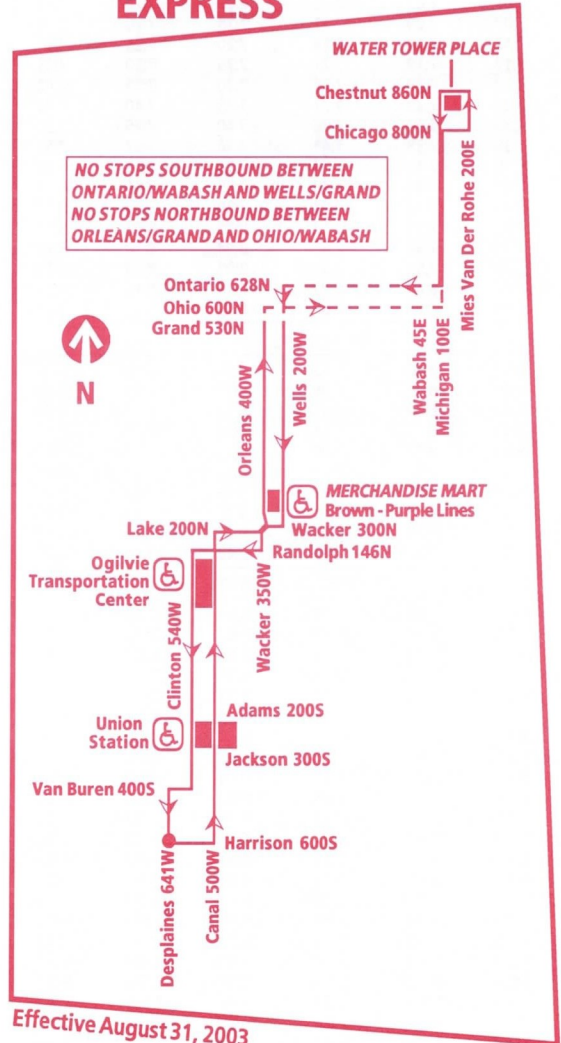 EXPRESS
WATER TOWER PLACE
Chestnut 860N
Chicago 800N
Mies Van Der Rohe 200E
NO STOPS SOUTHBOUND BETWEEN
ONTARIO/WABASH AND WELLS/GRAND
NO STOPS NORTHBOUND BETWEEN
ORLEANS/GRAND AND OHIO/WABASH
Ontario 628N
Ohio 600N
Grand 530N
Wabash 45E
Michigan 100E
N
Orleans 400W
Wells 200W
MERCHANDISE MART
Brown - Purple Lines
Lake 200N
Wacker 300N
Randolph 146N
Ogilvie
Transportation
Center
Wacker 350W
Clinton 540W
Union
Station
Adams 200S
Jackson 300S
Van Buren 400S
Harrison 600S
Desplaines 641W
Canal 500W
Effective August 31, 2003